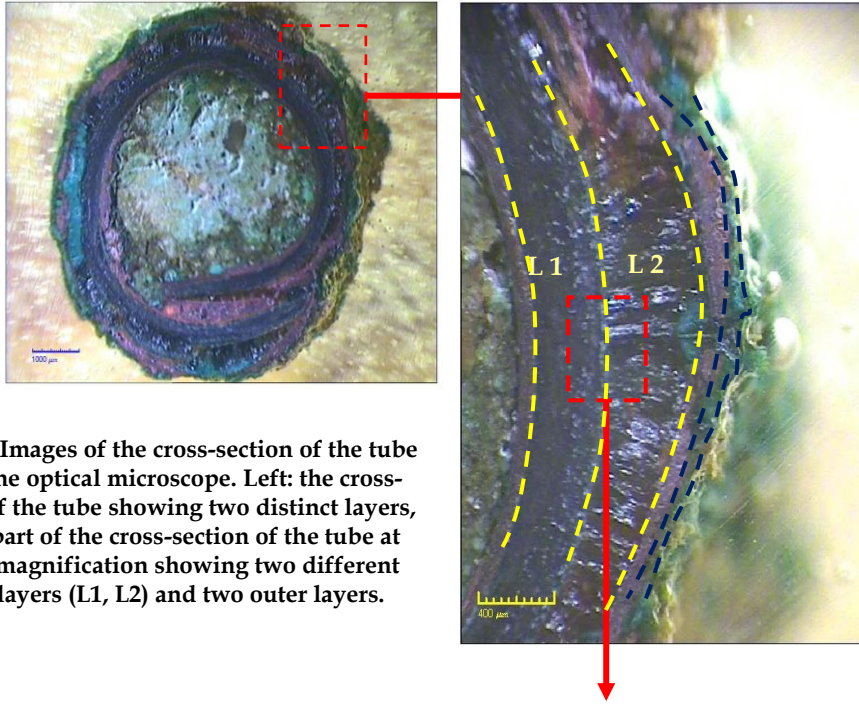 L 1
L 2
1000 µm
400 µm
Images of the cross-section of the tube
ne optical microscope. Left: the cross-
f the tube showing two distinct layers,
part of the cross-section of the tube at
magnification showing two different
layers (L1, L2) and two outer layers.